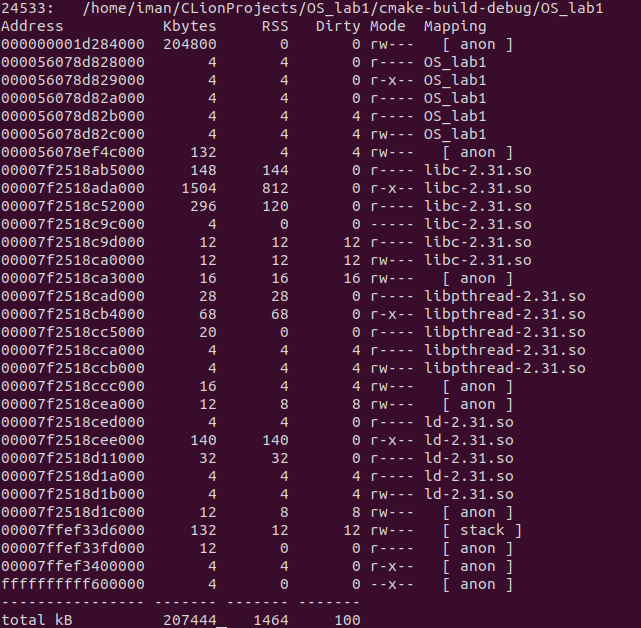 24533:   /home/iman/CLionProjects/OS_lab1/cmake-build-debug/OS_lab1
Address           Kbytes     RSS   Dirty Mode  Mapping
000000001d284000  204800       0       0 rw---   [ anon ]
000056078d828000       4       4       0 r---- OS_lab1
000056078d829000       4       4       0 r-x-- OS_lab1
000056078d82a000       4       4       0 r---- OS_lab1
000056078d82b000       4       4       4 r---- OS_lab1
000056078d82c000       4       4       4 rw--- OS_lab1
000056078ef4c000     132       4       4 rw---   [ anon ]
00007f2518ab5000     148     144       0 r---- libc-2.31.so
00007f2518ada000    1504     812       0 r-x-- libc-2.31.so
00007f2518c52000     296     120       0 r---- libc-2.31.so
00007f2518c9c000       4       0       0 ----- libc-2.31.so
00007f2518c9d000      12      12      12 r---- libc-2.31.so
00007f2518ca0000      12      12      12 rw--- libc-2.31.so
00007f2518ca3000      16      16      16 rw---   [ anon ]
00007f2518cad000      28      28       0 r---- libpthread-2.31.so
00007f2518cb4000      68      68       0 r-x-- libpthread-2.31.so
00007f2518cc5000      20       0       0 r---- libpthread-2.31.so
00007f2518cca000       4       4       4 r---- libpthread-2.31.so
00007f2518ccb000       4       4       4 rw--- libpthread-2.31.so
00007f2518ccc000      16       4       4 rw---   [ anon ]
00007f2518cea000      12       8       8 rw---   [ anon ]
00007f2518ced000       4       4       0 r---- ld-2.31.so
00007f2518cee000     140     140       0 r-x-- ld-2.31.so
00007f2518d11000      32      32       0 r---- ld-2.31.so
00007f2518d1a000       4       4       4 r---- ld-2.31.so
00007f2518d1b000       4       4       4 rw--- ld-2.31.so
00007f2518d1c000      12       8       8 rw---   [ anon ]
00007ffef33d6000     132      12      12 rw---   [ stack ]
00007ffef33fd000      12       0       0 r----   [ anon ]
00007ffef3400000       4       4       0 r-x--   [ anon ]
ffffffffff600000       4       0       0 --x--   [ anon ]
---------------- ------- ------- -------
total kB          207444    1464     100